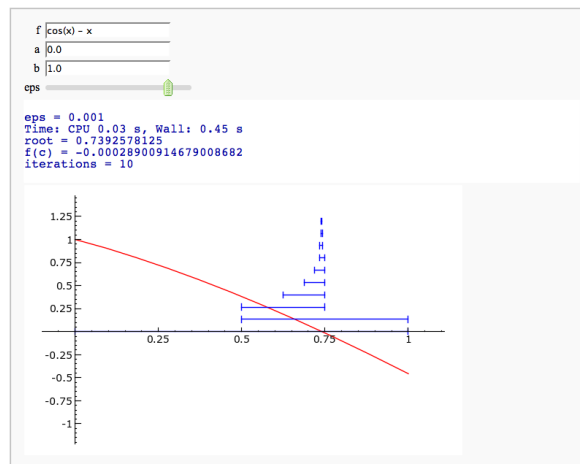 f cos(x) - x
a 0.0
b 1.0
eps
eps = 0.001
Time: CPU 0.03 s, Wall: 0.45 s
root = 0.7392578125
f(c) = -0.00028900914679008682
iterations = 10
1.25
1
0.75
0.5
0.25
0.25 0.5 0.75 1
-0.25
-0.5
-0.75
-1